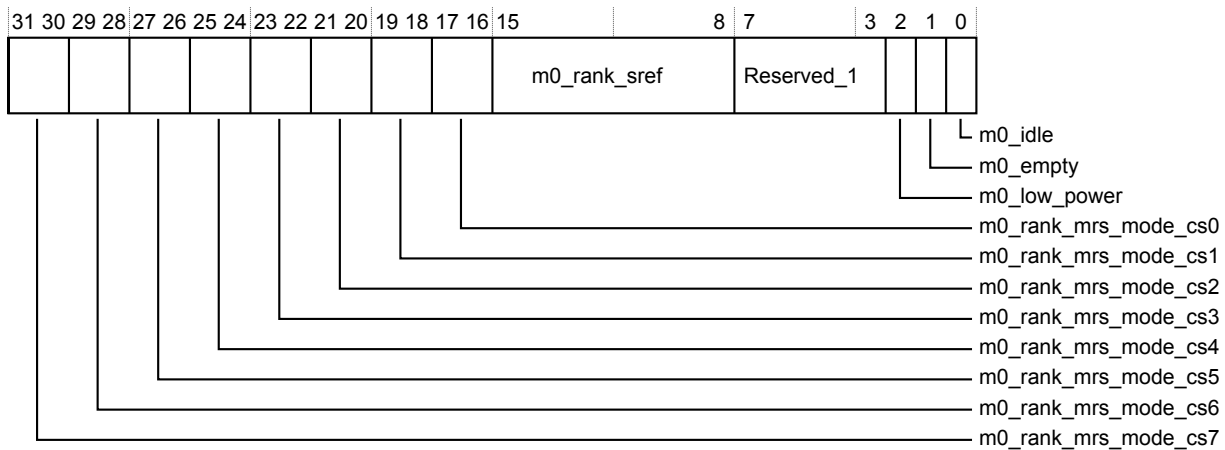 31 30 29 28 27 26 25 24 23 22 21 20 19 18 17 16 15 8 7 3 2 1 0
m0_rank_sref Reserved_1
m0_idle
m0_empty
m0_low_power
m0_rank_mrs_mode_cs0
m0_rank_mrs_mode_cs1
m0_rank_mrs_mode_cs2
m0_rank_mrs_mode_cs3
m0_rank_mrs_mode_cs4
m0_rank_mrs_mode_cs5
m0_rank_mrs_mode_cs6
m0_rank_mrs_mode_cs7